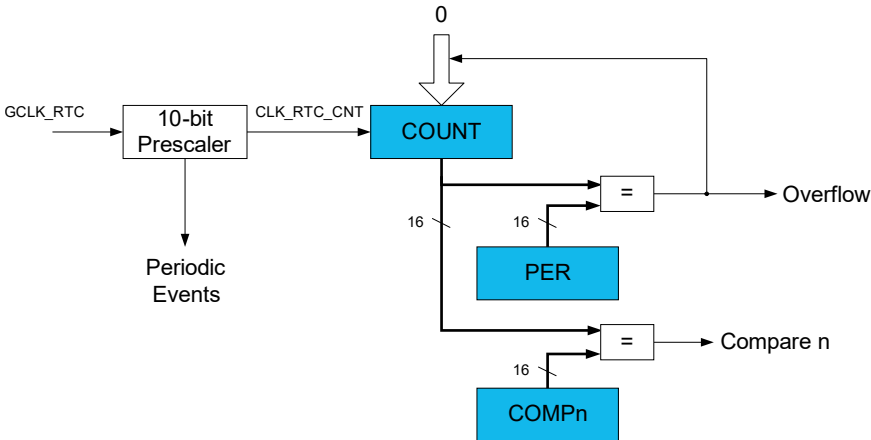 0
GCLK_RTC
10-bit
Prescaler
CLK_RTC_CNT
COUNT
=
Overflow
16
16
PER
Periodic
Events
=
Compare n
16
COMPn